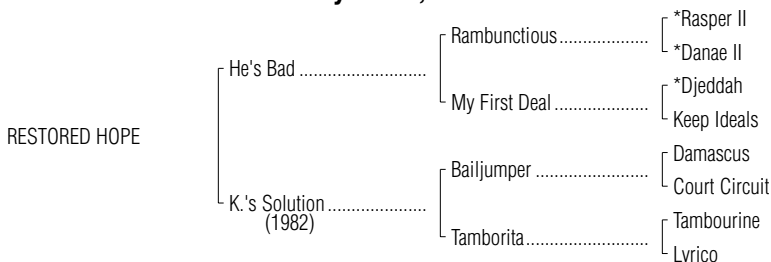 *Rasper II
Rambunctious
*Danae II
He's Bad
*Djeddah
My First Deal
Keep Ideals
RESTORED HOPE
Damascus
Bailjumper
Court Circuit
K.'s Solution
(1982)
Tambourine
Tamborita
Lyrico